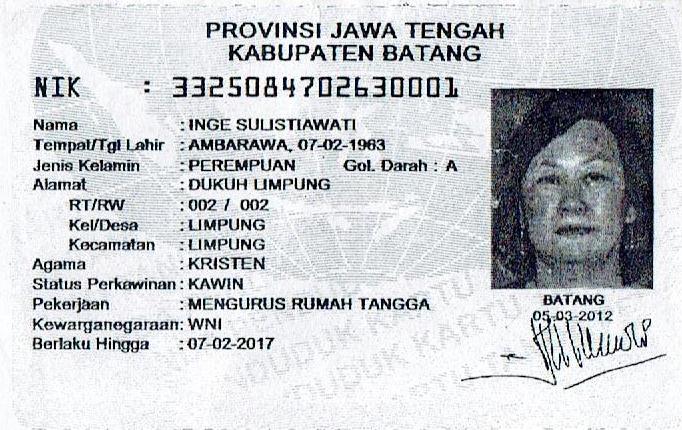 PROVINSI JAWA TENGAH
KABUPATEN BATANG
NIK : 3325084702630001
Nama : INGE SULISTIAWATI
Tempat/Tgl Lahir : AMBARAWA, 07-02-1963
Jenis Kelamin : PEREMPUAN Gol. Darah : A
Alamat : DUKUH LIMPUNG
RT/RW : 002 / 002
Kel/Desa : LIMPUNG
Kecamatan : LIMPUNG
Agama : KRISTEN
Status Perkawinan : KAWIN
Pekerjaan : MENGURUS RUMAH TANGGA
Kewarganegaraan : WNI
Berlaku Hingga : 07-02-2017
BATANG
05-03-2012